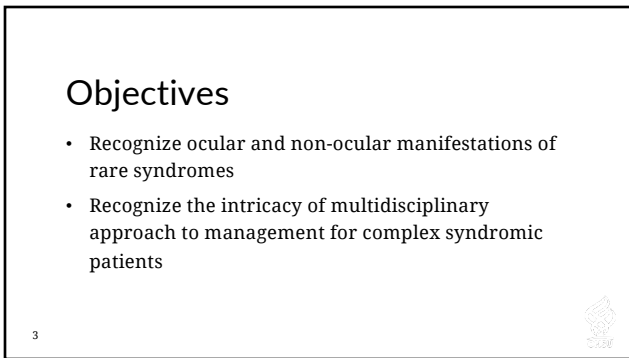 Objectives
• Recognize ocular and non-ocular manifestations of
rare syndromes
• Recognize the intricacy of multidisciplinary
approach to management for complex syndromic
patients
3